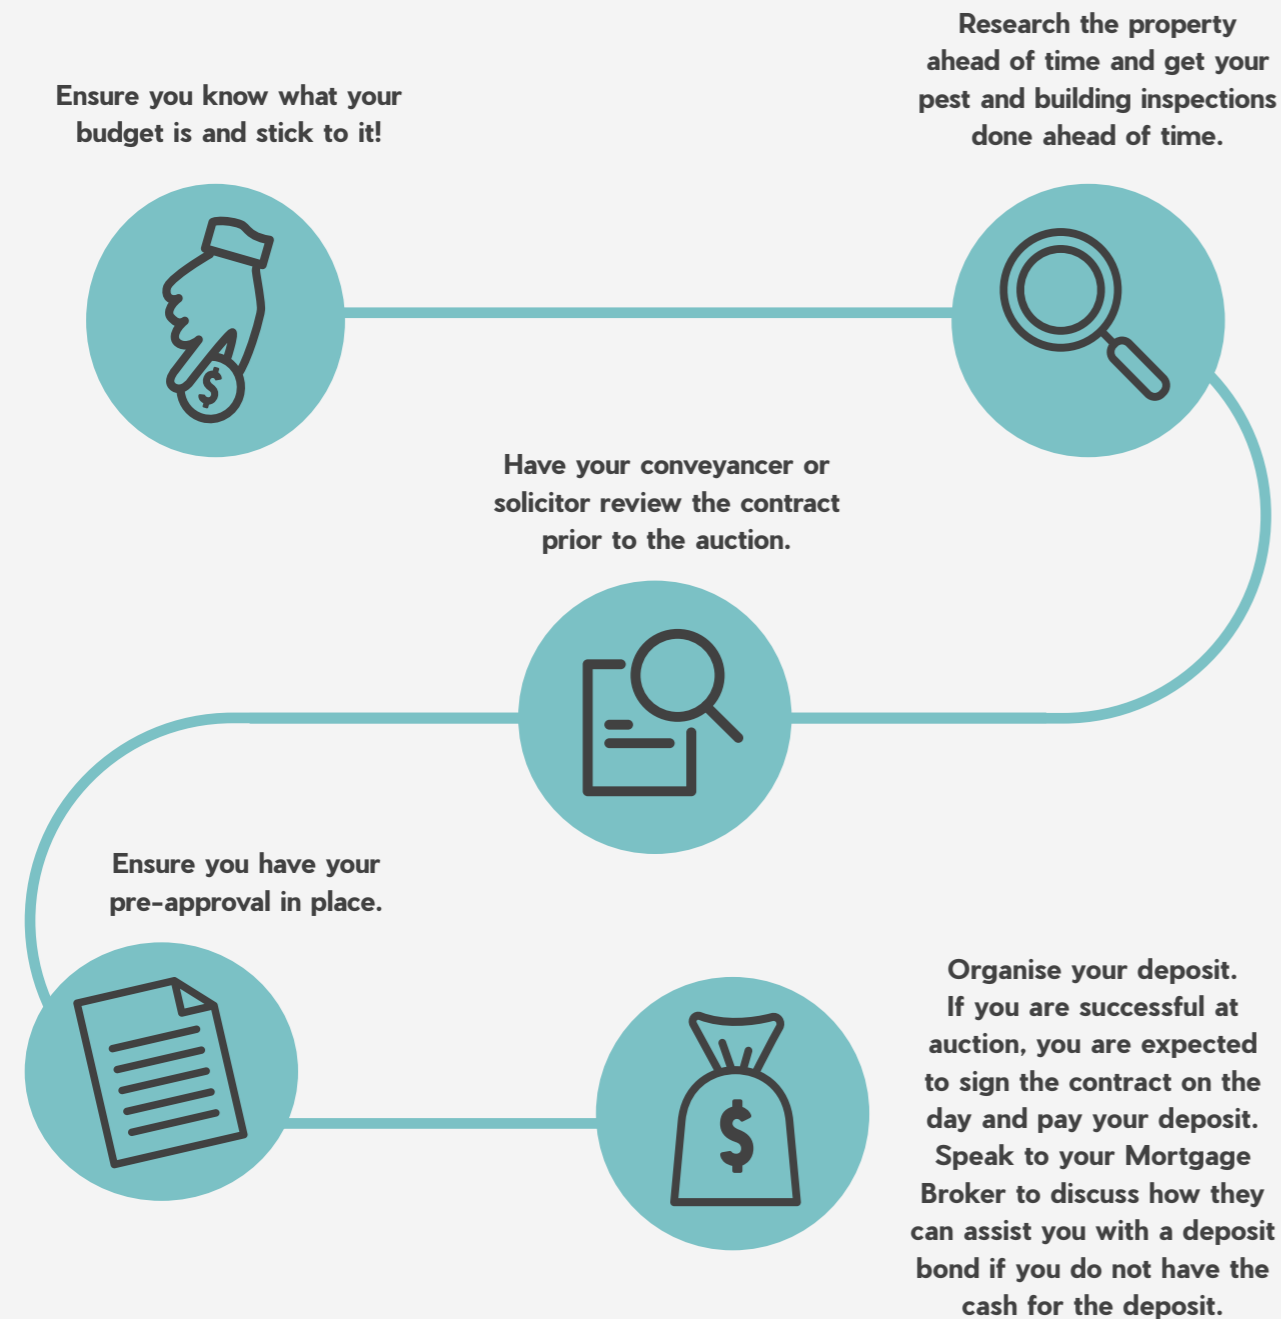 Ensure you know what your
budget is and stick to it!
Research the property
ahead of time and get your
pest and building inspections
done ahead of time.
Have your conveyancer or
solicitor review the contract
prior to the auction.
Ensure you have your
pre-approval in place.
Organise your deposit.
If you are successful at
auction, you are expected
to sign the contract on the
day and pay your deposit.
Speak to your Mortgage
Broker to discuss how they
can assist you with a deposit
bond if you do not have the
cash for the deposit.